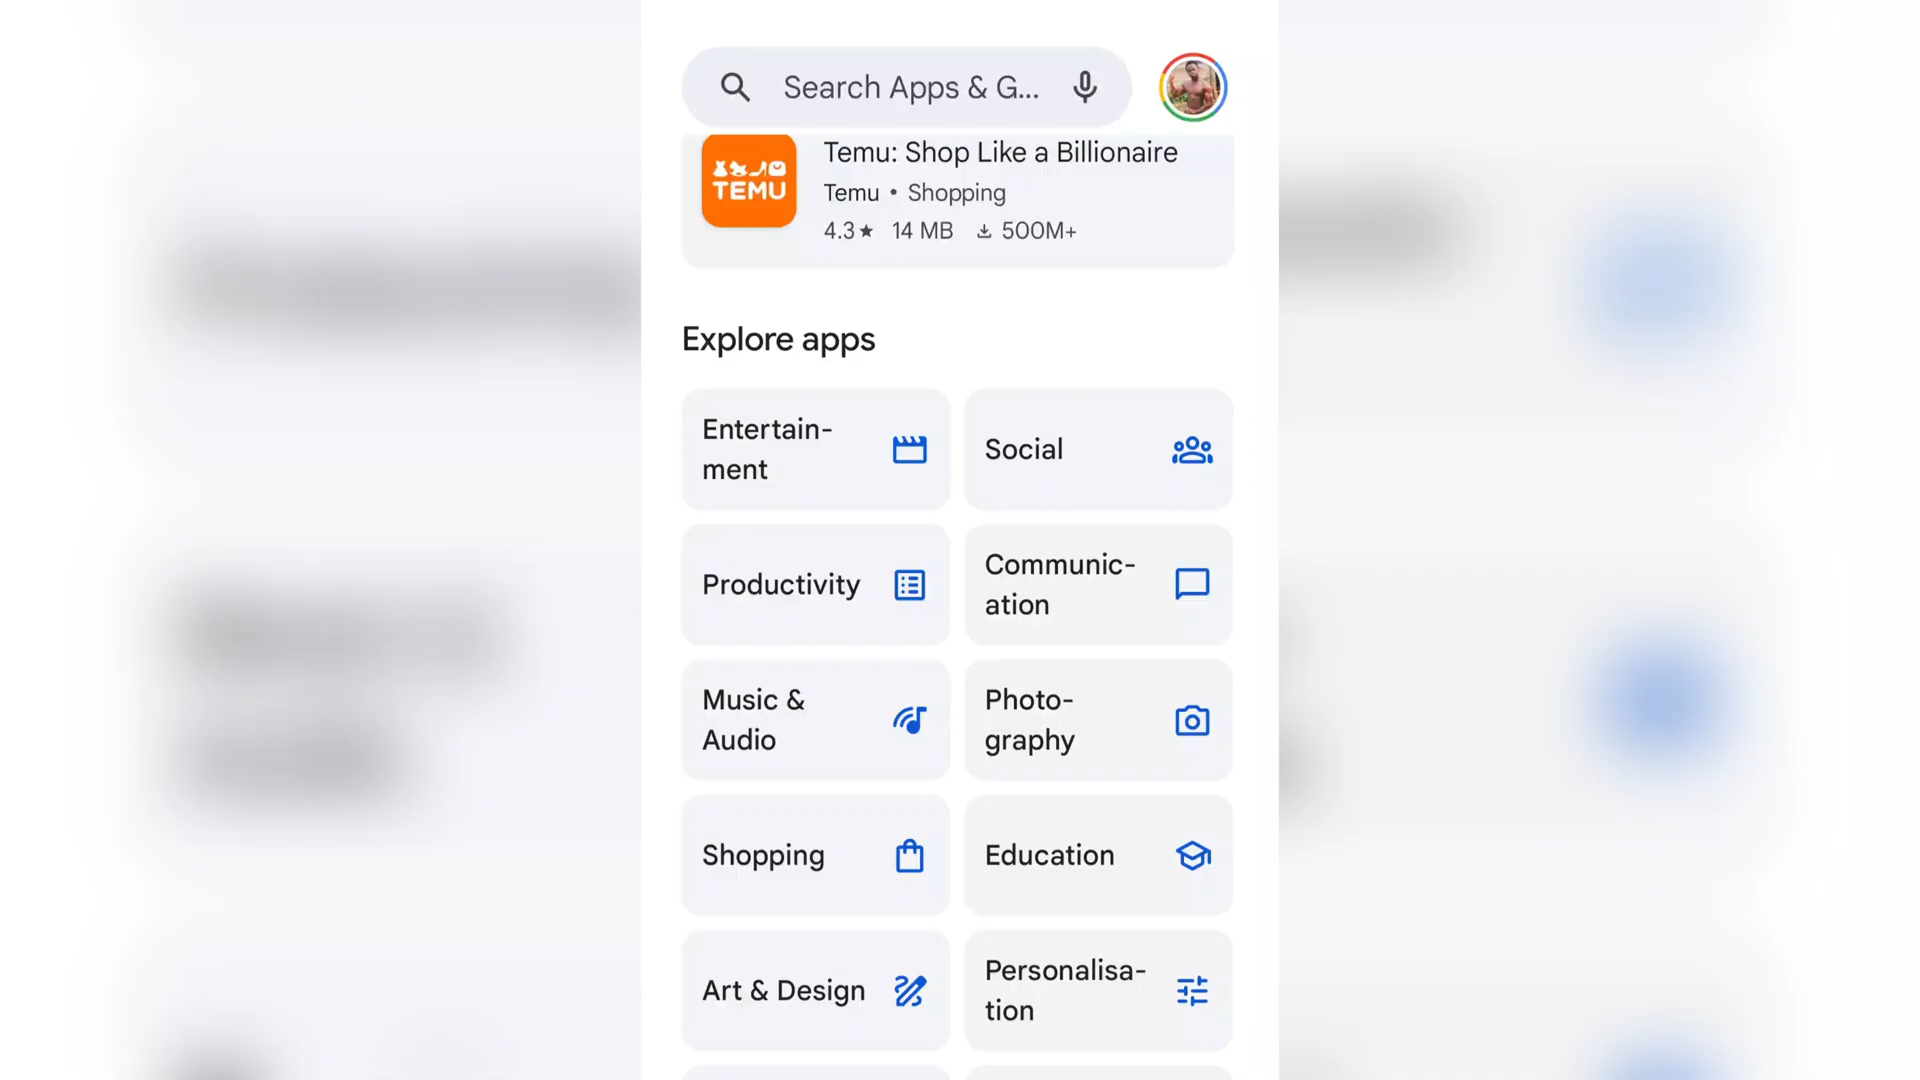 Search Apps & G...
TEMU
Temu: Shop Like a Billionaire
Temu • Shopping
4.3★ 14 MB 500M+
Explore apps
Entertain-
ment
Social
Productivity
Communic-
ation
Music &
Audio
Photo-
graphy
Shopping
Education
Art & Design
Personalisa-
tion